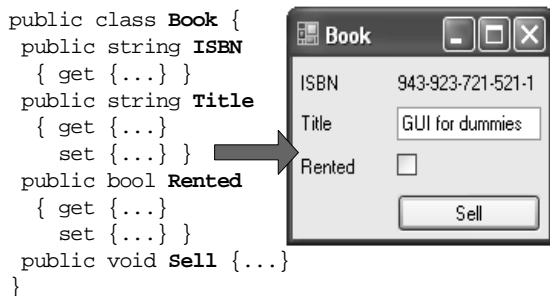 public class Book {
public string ISBN
{ get {...} }
public string Title
{ get {...}
set {...} }
public bool Rented
{ get {...}
set {...} }
public void Sell {...}
}
Book
ISBN 943-923-721-521-1
Title GUI for dummies
Rented
Sell